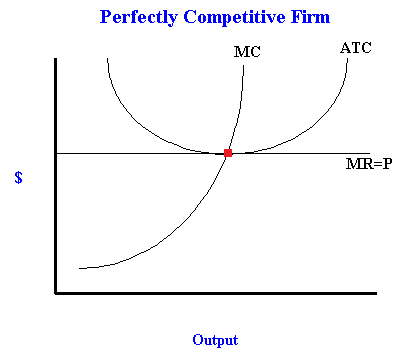 Perfectly Competitive Firm
MC
ATC
MR=P
$
Output